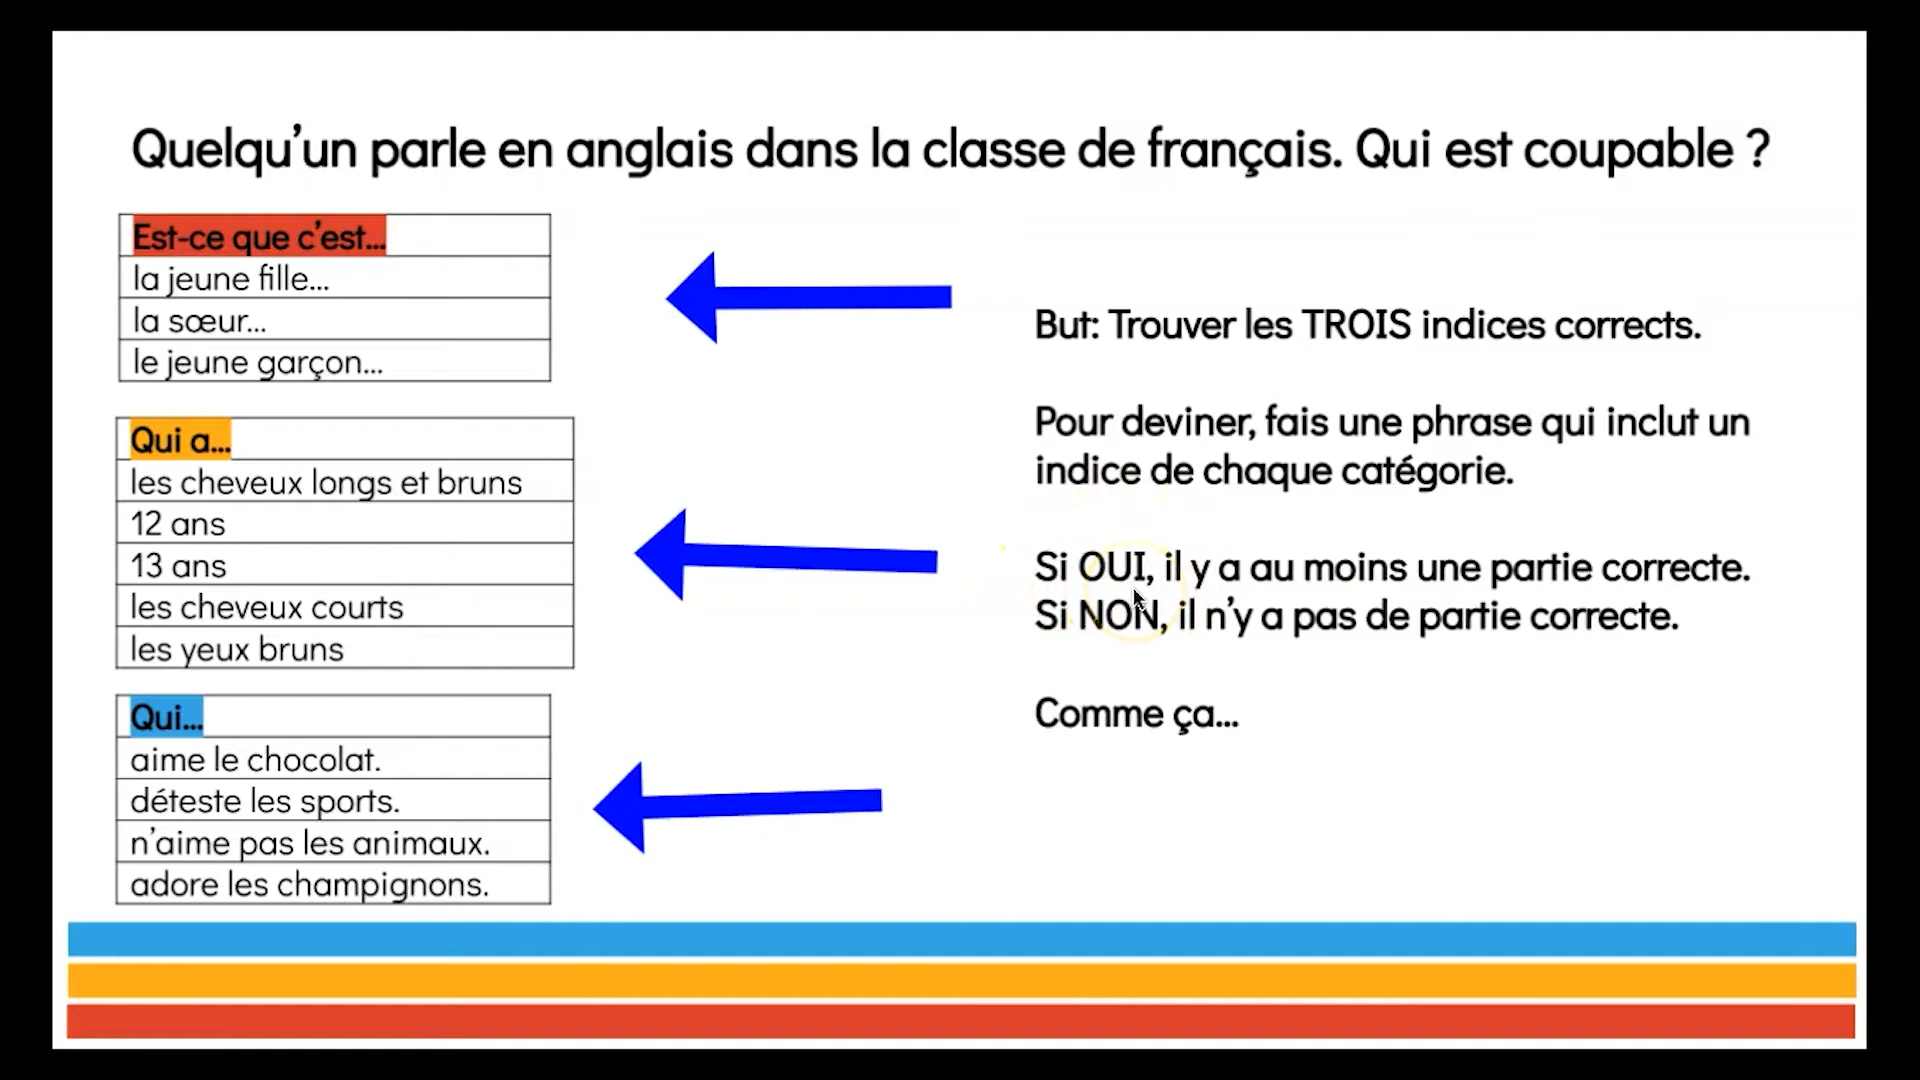 Quelqu’un parle en anglais dans la classe de français. Qui est coupable ?
Est-ce que c’est...
la jeune fille...
la sœur...
le jeune garçon...
Qui a...
les cheveux longs et bruns
12 ans
13 ans
les cheveux courts
les yeux bruns
Qui...
aime le chocolat.
déteste les sports.
n’aime pas les animaux.
adore les champignons.
But: Trouver les TROIS indices corrects.
Pour deviner, fais une phrase qui inclut un
indice de chaque catégorie.
Si OUI, il y a au moins une partie correcte.
Si NON, il n’y a pas de partie correcte.
Comme ça...